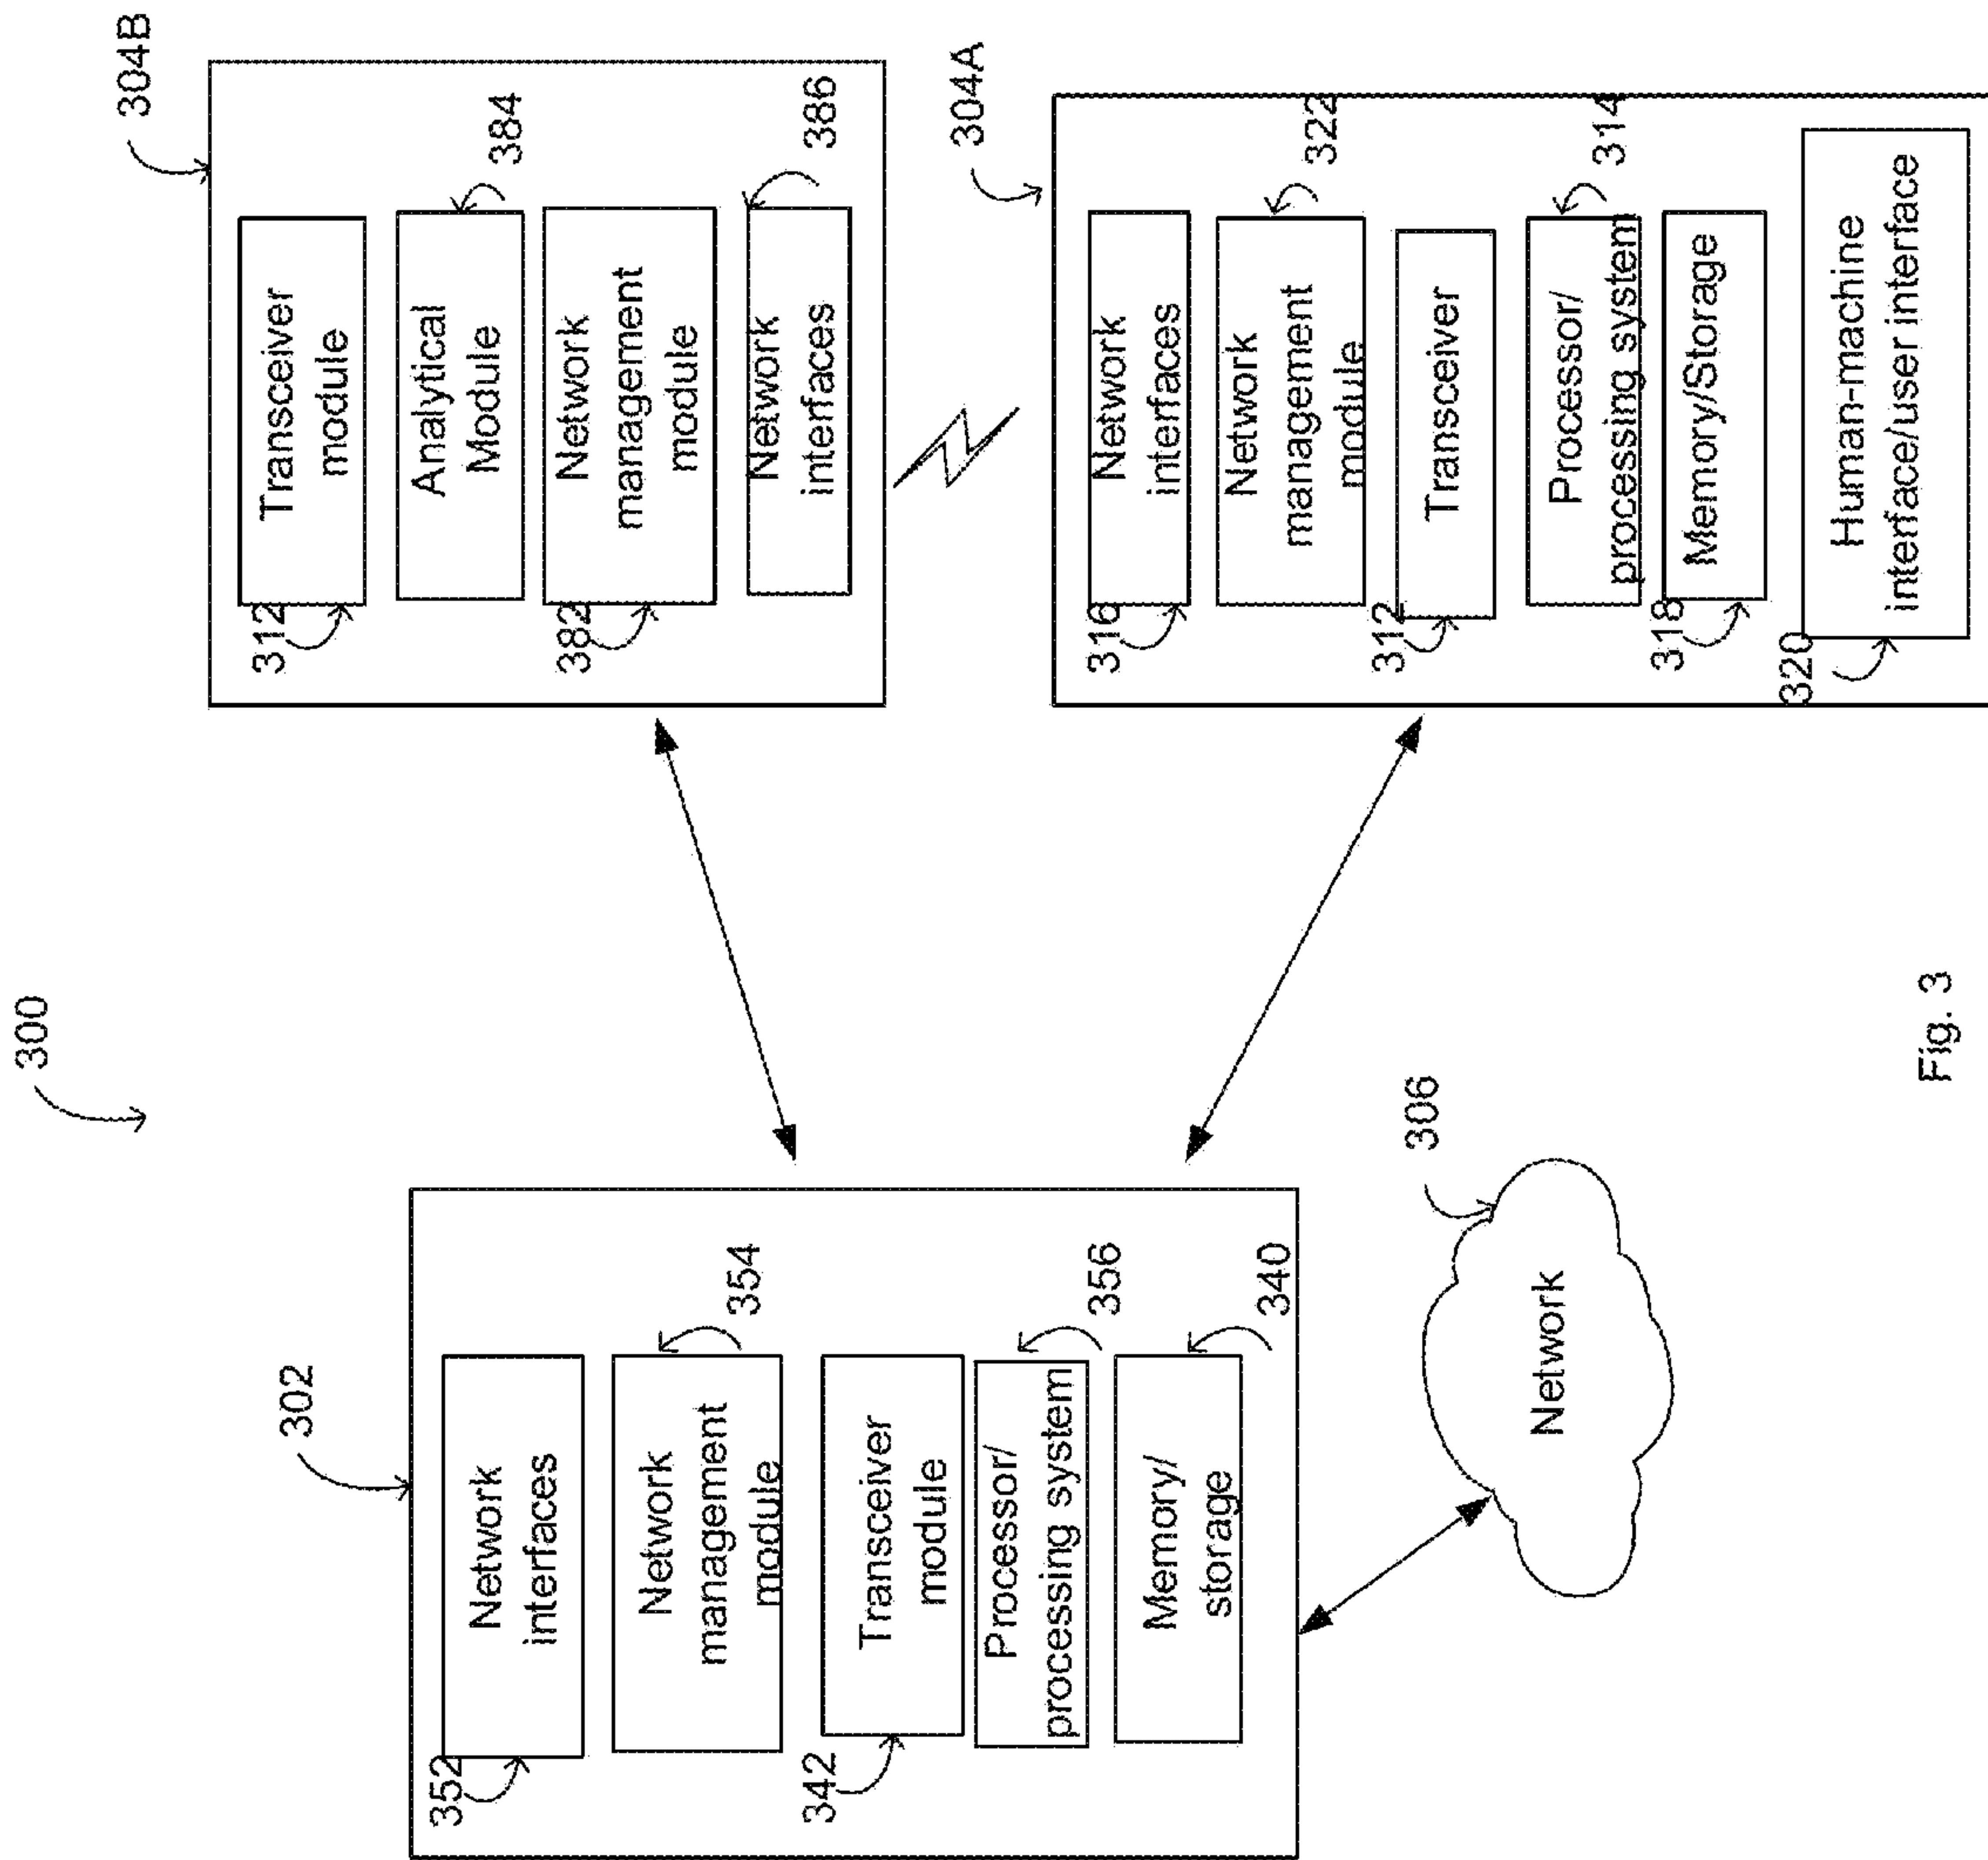 300
302
352
Network
interfaces
354
Network
management
module
342
Transceiver
module
356
Processor/
processing system
340
Memory/
storage
306
Network
304B
312
Transceiver
module
384
Analytical
Module
382
Network
management
module
386
Network
interfaces
304A
316
Network
interfaces
322
Network
management
module
312
Transceiver
314
Processor/
processing system
318
Memory/Storage
320
Human-machine
interface/user interface
Fig. 3